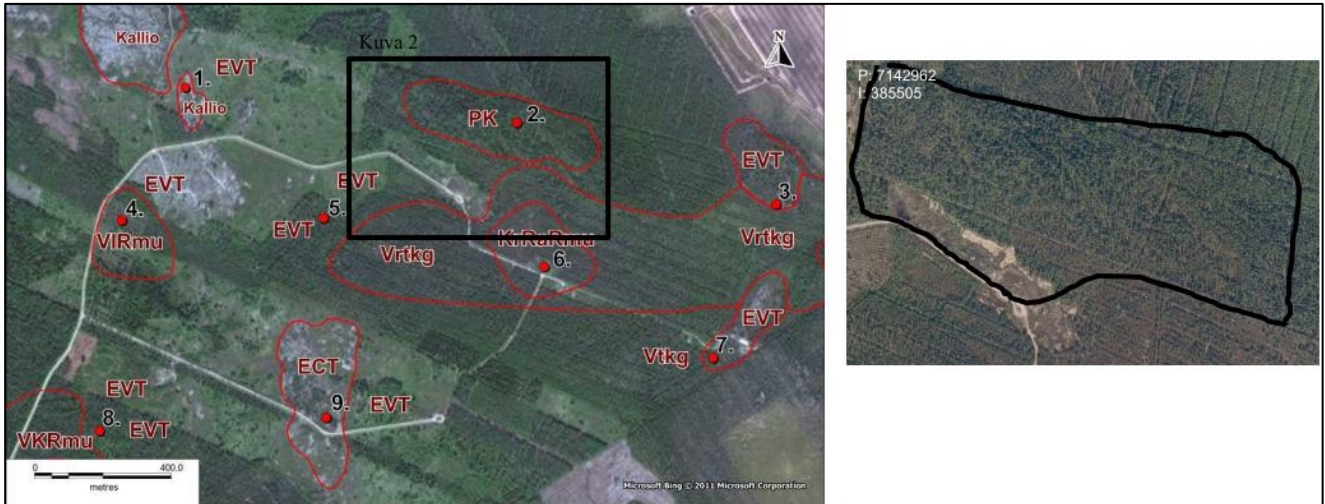 Kuva 2
N
Kallio
EVT
1.
Kallio
PK
2.
EVT
3.
EVT
4.
VIRmu
EVT
5.
EVT
KrRaRmu
6.
Vrtkg
Vrtkg
EVT
7.
Vtkg
ECT
9.
EVT
EVT
8.
EVT
VKRmu
0
400,0
metres
Microsoft Bing © 2011 Microsoft Corporation
P: 7142962
I: 385505